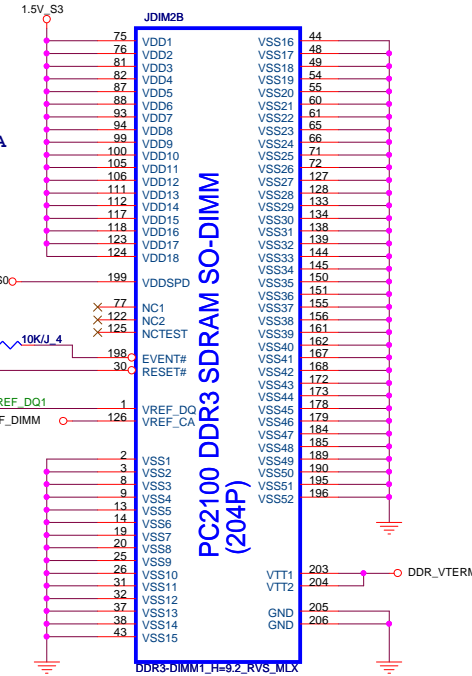 1.5V_S3
JDIM2B
75 VDD1 VSS16 44
76 VDD2 VSS17 48
81 VDD3 VSS18 49
82 VDD4 VSS19 54
87 VDD5 VSS20 55
88 VDD6 VSS21 60
93 VDD7 VSS22 61
94 VDD8 VSS23 65
99 VDD9 VSS24 66
100 VDD10 VSS25 71
105 VDD11 VSS26 72
106 VDD12 VSS27 127
111 VDD13 VSS28 128
112 VDD14 VSS29 133
117 VDD15 VSS30 134
118 VDD16 VSS31 138
123 VDD17 VSS32 139
124 VDD18 VSS33 144
VSS34 145
199 VDDSPD VSS35 150
VSS36 151
77 NC1 VSS37 155
122 NC2 VSS38 156
125 NCTEST VSS39 161
10K/J_4
VSS40 162
198 EVENT# VSS41 167
30 RESET# VSS42 168
VSS43 172
VSS44 173
REF_DQ1
1 VREF_DQ VSS45 178
F_DIMM
126 VREF_CA VSS46 179
VSS47 184
VSS48 185
2 VSS1 VSS49 189
3 VSS2 VSS50 190
8 VSS3 VSS51 195
9 VSS4 VSS52 196
13 VSS5
14 VSS6
19 VSS7
20 VSS8
25 VSS9
26 VSS10 VTT1 203 DDR_VTERM
31 VSS11 VTT2 204
32 VSS12
37 VSS13 GND 205
38 VSS14 GND 206
43 VSS15
PC2100 DDR3 SDRAM SO-DIMM
(204P)
DDR3-DIMM1_H=9.2_RVS_MLX